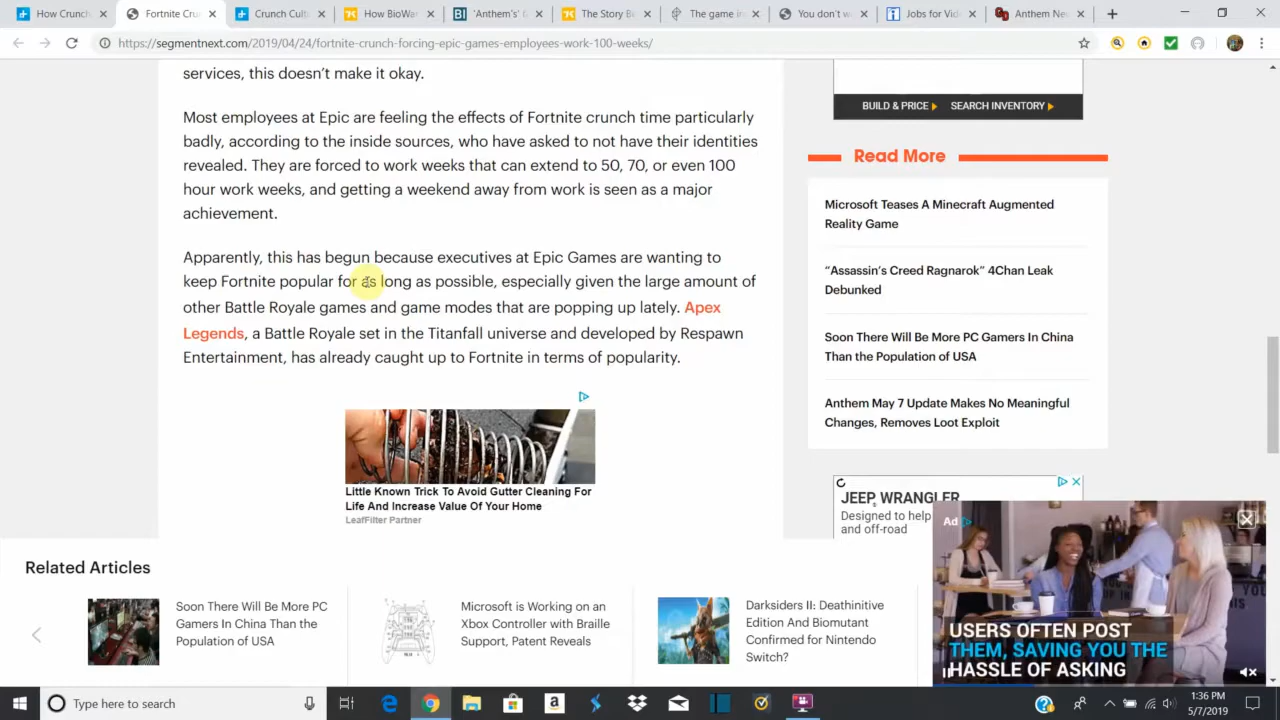 How Crunch
Fortnite Cru
Crunch Cult
How BioWar
'Anthem's' G
The Story B
The game in
You don't w
Jobs for Vid
Anthem Nev
https://segmentnext.com/2019/04/24/fortnite-crunch-forcing-epic-games-employees-work-100-weeks/
services, this doesn't make it okay.
Most employees at Epic are feeling the effects of Fortnite crunch time particularly
badly, according to the inside sources, who have asked to not have their identities
revealed. They are forced to work weeks that can extend to 50, 70, or even 100
hour work weeks, and getting a weekend away from work is seen as a major
achievement.
Apparently, this has begun because executives at Epic Games are wanting to
keep Fortnite popular for as long as possible, especially given the large amount of
other Battle Royale games and game modes that are popping up lately. Apex
Legends, a Battle Royale set in the Titanfall universe and developed by Respawn
Entertainment, has already caught up to Fortnite in terms of popularity.
Little Known Trick To Avoid Gutter Cleaning For
Life And Increase Value Of Your Home
LeafFilter Partner
BUILD & PRICE
SEARCH INVENTORY
Read More
Microsoft Teases A Minecraft Augmented
Reality Game
"Assassin's Creed Ragnarok" 4Chan Leak
Debunked
Soon There Will Be More PC Gamers In China
Than the Population of USA
Anthem May 7 Update Makes No Meaningful
Changes, Removes Loot Exploit
JEEP WRANGLER
Designed to help
and off-road
Ad
USERS OFTEN POST
THEM, SAVING YOU THE
HASSLE OF ASKING
Related Articles
Soon There Will Be More PC
Gamers In China Than the
Population of USA
Microsoft is Working on an
Xbox Controller with Braille
Support, Patent Reveals
Darksiders II: Deathinitive
Edition And Biomutant
Confirmed for Nintendo
Switch?
Type here to search
1:36 PM
5/7/2019